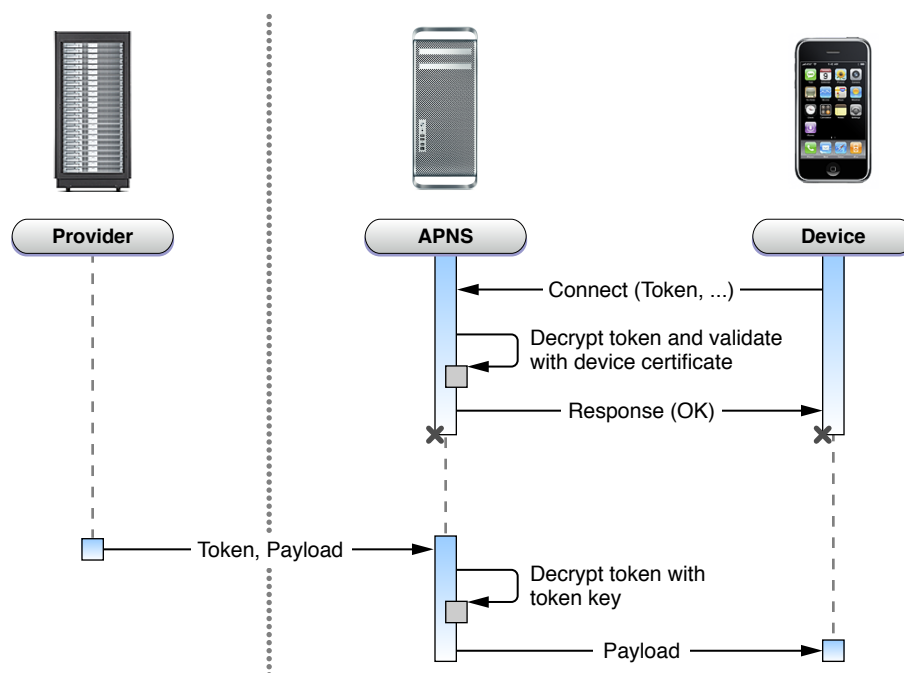 Provider
APNS
Device
Connect (Token, ...)
Decrypt token and validate
with device certificate
Response (OK)
Token, Payload
Decrypt token with
token key
Payload